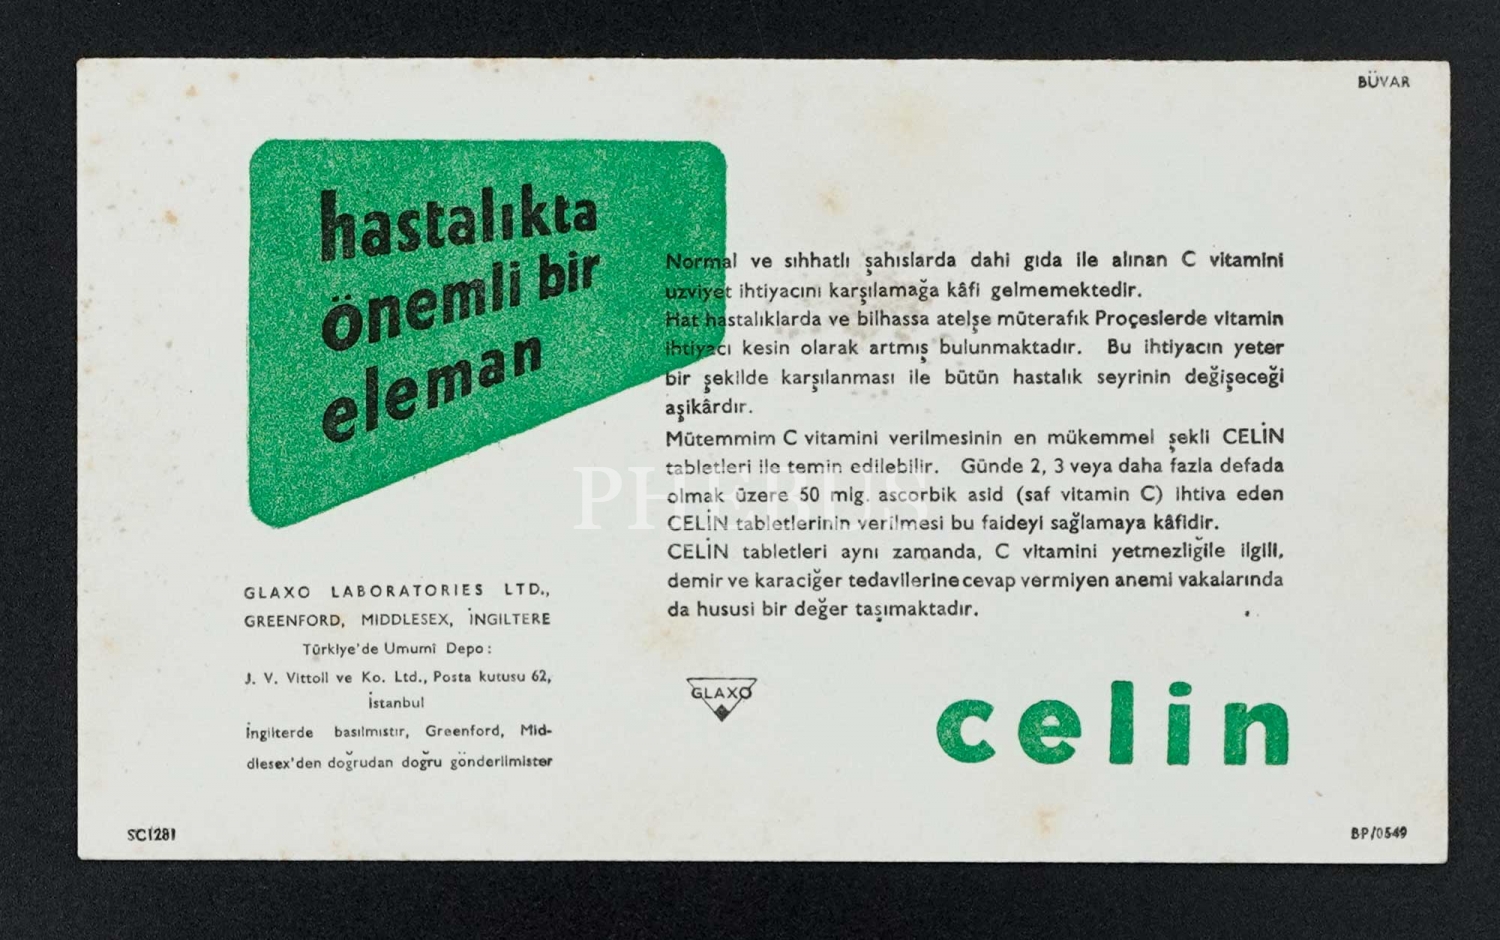 BÜVAR
hastalıkta
önemli bir
eleman
Normal ve sıhhatlı şahıslarda dahi gıda ile alınan C vitamini
uzviyet ihtiyacını karşılamağa kâfi gelmemektedir.
Hat hastalıklarda ve bilhassa atelşe müterafık Proçeslerde vitamin
ihtiyacı kesin olarak artmış bulunmaktadır. Bu ihtiyacın yeter
bir şekilde karşılanması ile bütün hastalık seyrinin değişeceği
aşikârdır.
Mütemmim C vitamini verilmesinin en mükemmel şekli CELİN
tabletleri ile temin edilebilir. Günde 2, 3 veya daha fazla defada
olmak üzere 50 mlg. ascorbik asid (saf vitamin C) ihtiva eden
CELİN tabletlerinin verilmesi bu faideyi sağlamaya kâfidir.
CELİN tabletleri aynı zamanda, C vitamini yetmezliğile ilgili,
demir ve karaciğer tedavilerine cevap vermiyen anemi vakalarında
da hususi bir değer taşımaktadır.
GLAXO LABORATORIES LTD.,
GREENFORD, MIDDLESEX, İNGILTERE
Türkiye'de Umumî Depo:
J. V. Vittoll ve Ko. Ltd., Posta kutusu 62,
İstanbul
İngilterde basılmıstır, Greenford, Mid-
dlesex'den doğrudan doğru gönderilmister
GLAXO
celin
SC1281
BP/0549
PHEBUS